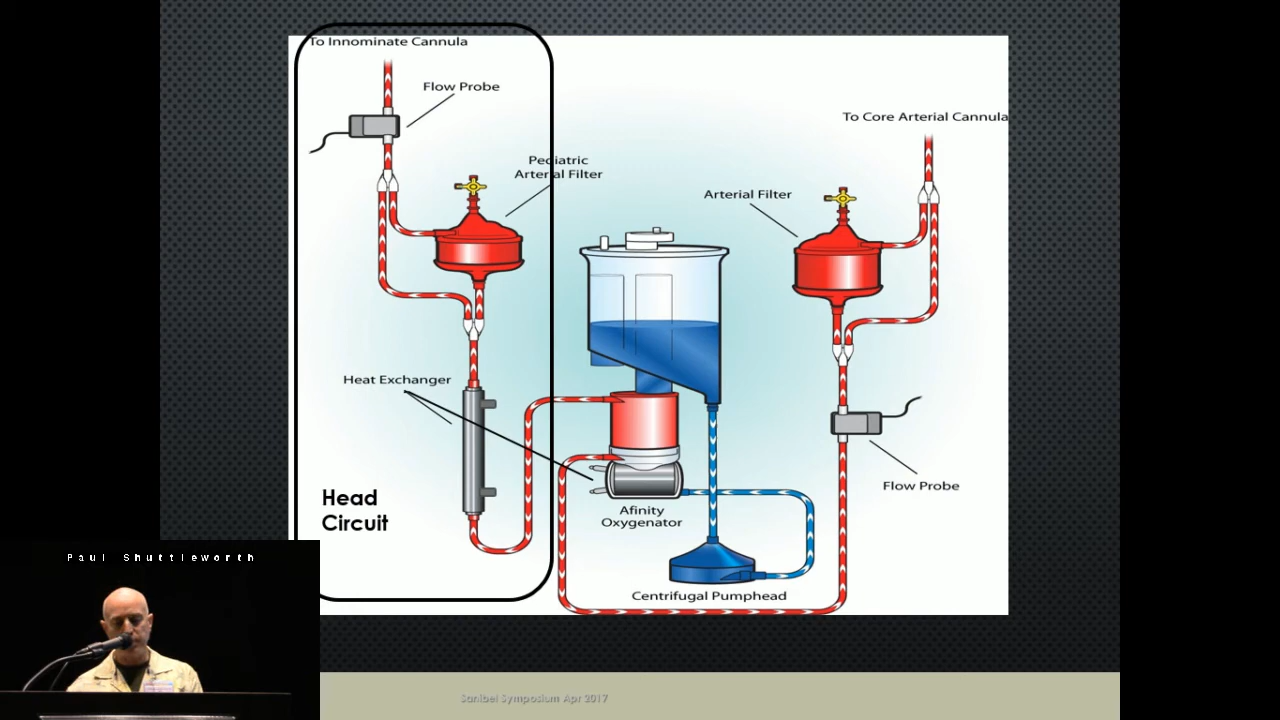 To Innominate Cannula
Flow Probe
Pediatric
Arterial Filter
To Core Arterial Cannula
Arterial Filter
Heat Exchanger
Head
Circuit
Afinity
Oxygenator
Flow Probe
Centrifugal Pumphead
Paul Shuttleworth
Sanibel Symposium Apr 2017